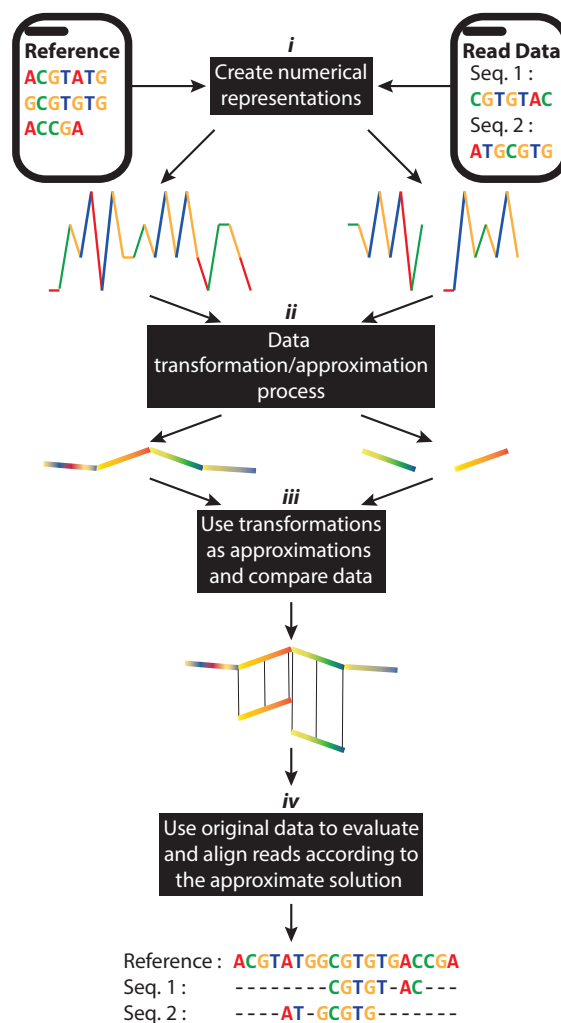 Reference
ACGTATG
GCGTGTG
ACCGA
i
Create numerical
representations
Read Data
Seq. 1 :
CGTGTAC
Seq. 2 :
ATGCGTG
ii
Data
transformation/approximation
process
iii
Use transformations
as approximations
and compare data
iv
Use original data to evaluate
and align reads according to
the approximate solution
Reference : ACGTATGGCGTGTGACCGA
Seq. 1 : --------CGTGT-AC---
Seq. 2 : ----AT-GCGTG-------